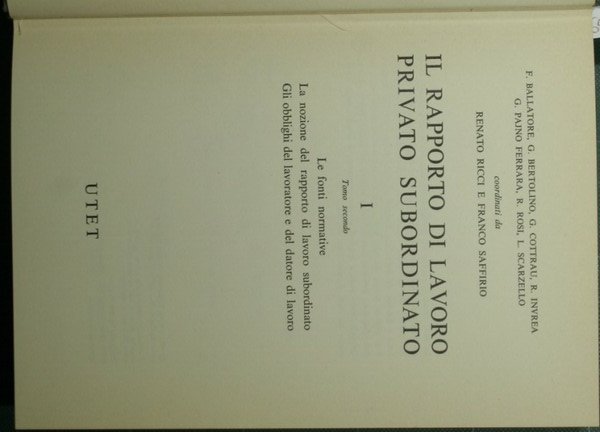 F. BALLATORE, G. BERTOLINO, G. COTTRAU, R. INVREA
G. PAJNO FERRARA, R. ROSI, L. SCARZELLO
coordinati da
RENATO RICCI E FRANCO SAFFIRIO
IL RAPPORTO DI LAVORO
PRIVATO SUBORDINATO
I
Tomo secondo
Le fonti normative
La nozione del rapporto di lavoro subordinato
Gli obblighi del lavoratore e del datore di lavoro
UTET